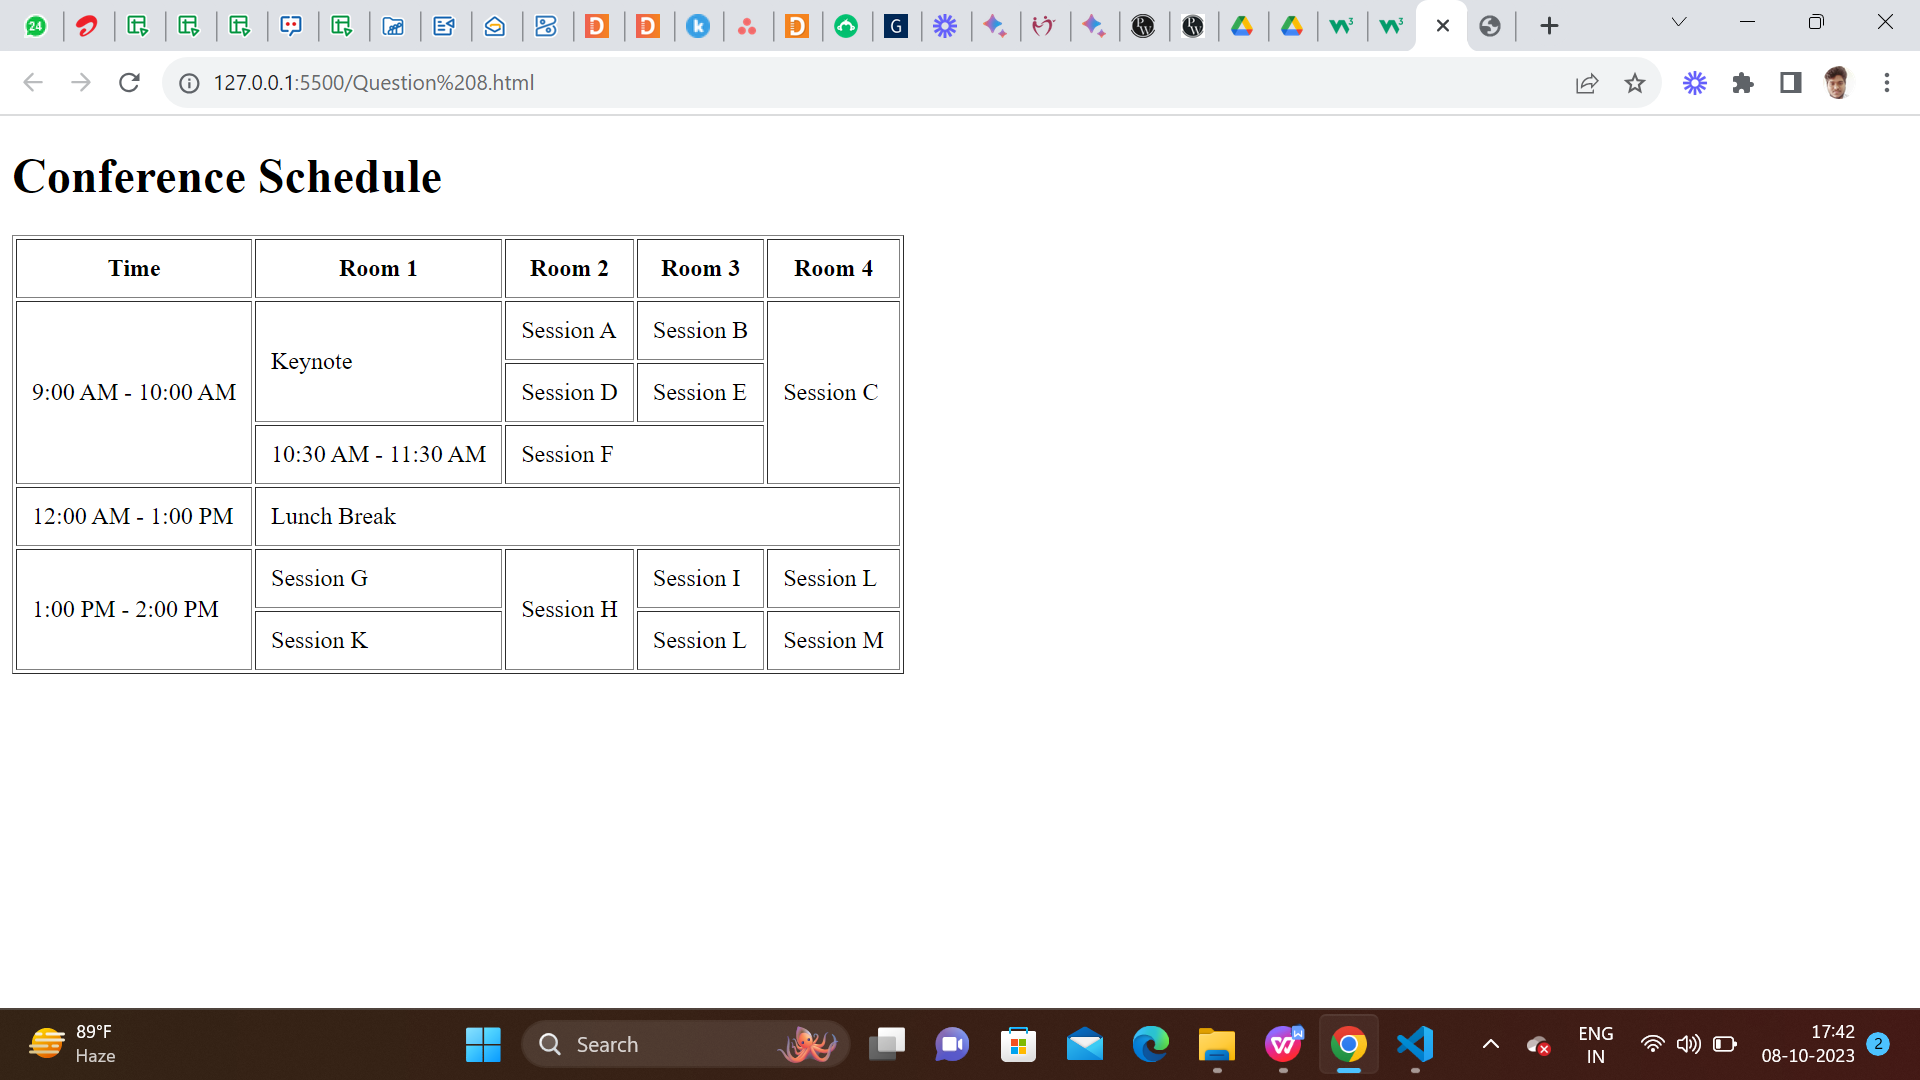 24
G
127.0.0.1:5500/Question%208.html
Conference Schedule
Time Room 1 Room 2 Room 3 Room 4
9:00 AM - 10:00 AM Keynote Session A Session B Session C
Session D Session E
10:30 AM - 11:30 AM Session F
12:00 AM - 1:00 PM Lunch Break
1:00 PM - 2:00 PM Session G Session H Session I Session L
Session K Session L Session M
89°F
Haze
Search
ENG
IN
17:42
08-10-2023
2